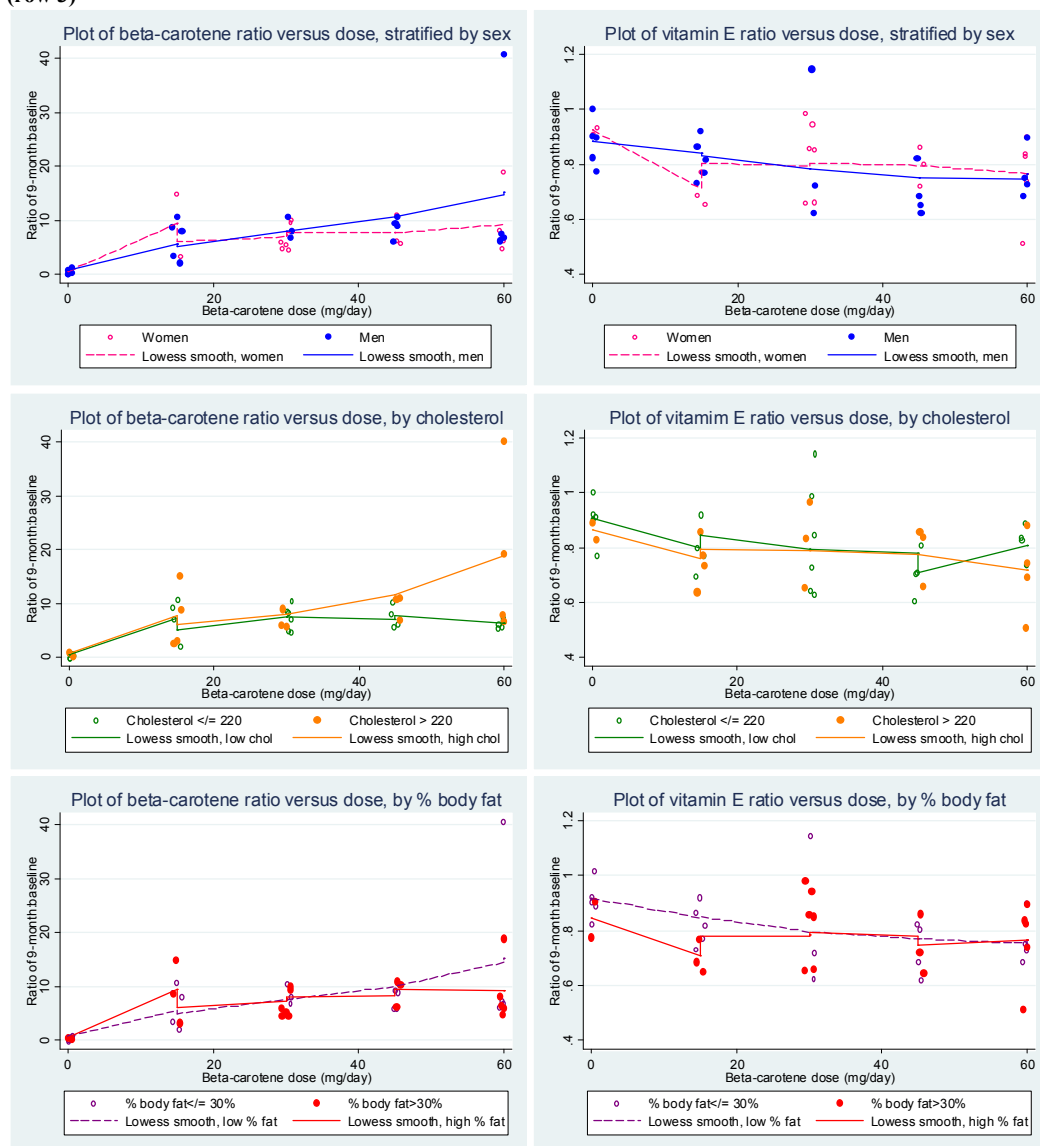 (row 3)
Plot of beta-carotene ratio versus dose, stratified by sex
Ratio of 9-month:baseline
40
30
20
10
0
0 20 40 60
Beta-carotene dose (mg/day)
Women Men
Lowess smooth, women Lowess smooth, men
Plot of vitamin E ratio versus dose, stratified by sex
Ratio of 9-month:baseline
1.2
1
.8
.6
.4
0 20 40 60
Beta-carotene dose (mg/day)
Women Men
Lowess smooth, women Lowess smooth, men
Plot of beta-carotene ratio versus dose, by cholesterol
Ratio of 9-month:baseline
40
30
20
10
0
0 20 40 60
Beta-carotene dose (mg/day)
Cholesterol </= 220 Cholesterol > 220
Lowess smooth, low chol Lowess smooth, high chol
Plot of vitamim E ratio versus dose, by cholesterol
Ratio of 9-month:baseline
1.2
1
.8
.6
.4
0 20 40 60
Beta-carotene dose (mg/day)
Cholesterol </= 220 Cholesterol > 220
Lowess smooth, low chol Lowess smooth, high chol
Plot of beta-carotene ratio versus dose, by % body fat
Ratio of 9-month:baseline
40
30
20
10
0
0 20 40 60
Beta-carotene dose (mg/day)
% body fat</= 30% % body fat>30%
Lowess smooth, low % fat Lowess smooth, high % fat
Plot of vitamin E ratio versus dose, by % body fat
Ratio of 9-month:baseline
1.2
1
.8
.6
.4
0 20 40 60
Beta-carotene dose (mg/day)
% body fat</= 30% % body fat>30%
Lowess smooth, low % fat Lowess smooth, high % fat